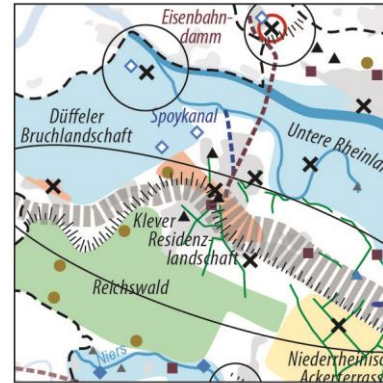 Eisenbahn-
damm
Düffeler
Bruchlandschaft
Spoykanal
Untere Rheinla
Klever
Residenz-
landschaft
Reichswald
Niers
Niederrheinisc
Ackerterrass